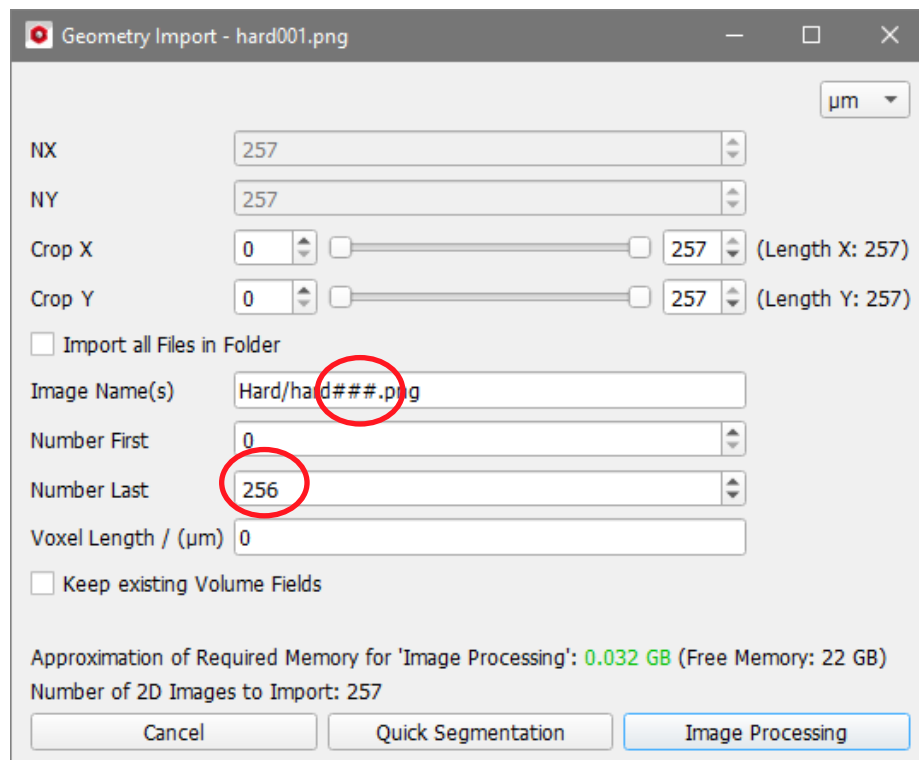 Geometry Import - hard001.png
µm
NX 257
NY 257
Crop X 0 257 (Length X: 257)
Crop Y 0 257 (Length Y: 257)
Import all Files in Folder
Image Name(s) Hard/hard###.png
Number First 0
Number Last 256
Voxel Length / (µm) 0
Keep existing Volume Fields
Approximation of Required Memory for 'Image Processing': 0.032 GB (Free Memory: 22 GB)
Number of 2D Images to Import: 257
Cancel Quick Segmentation Image Processing